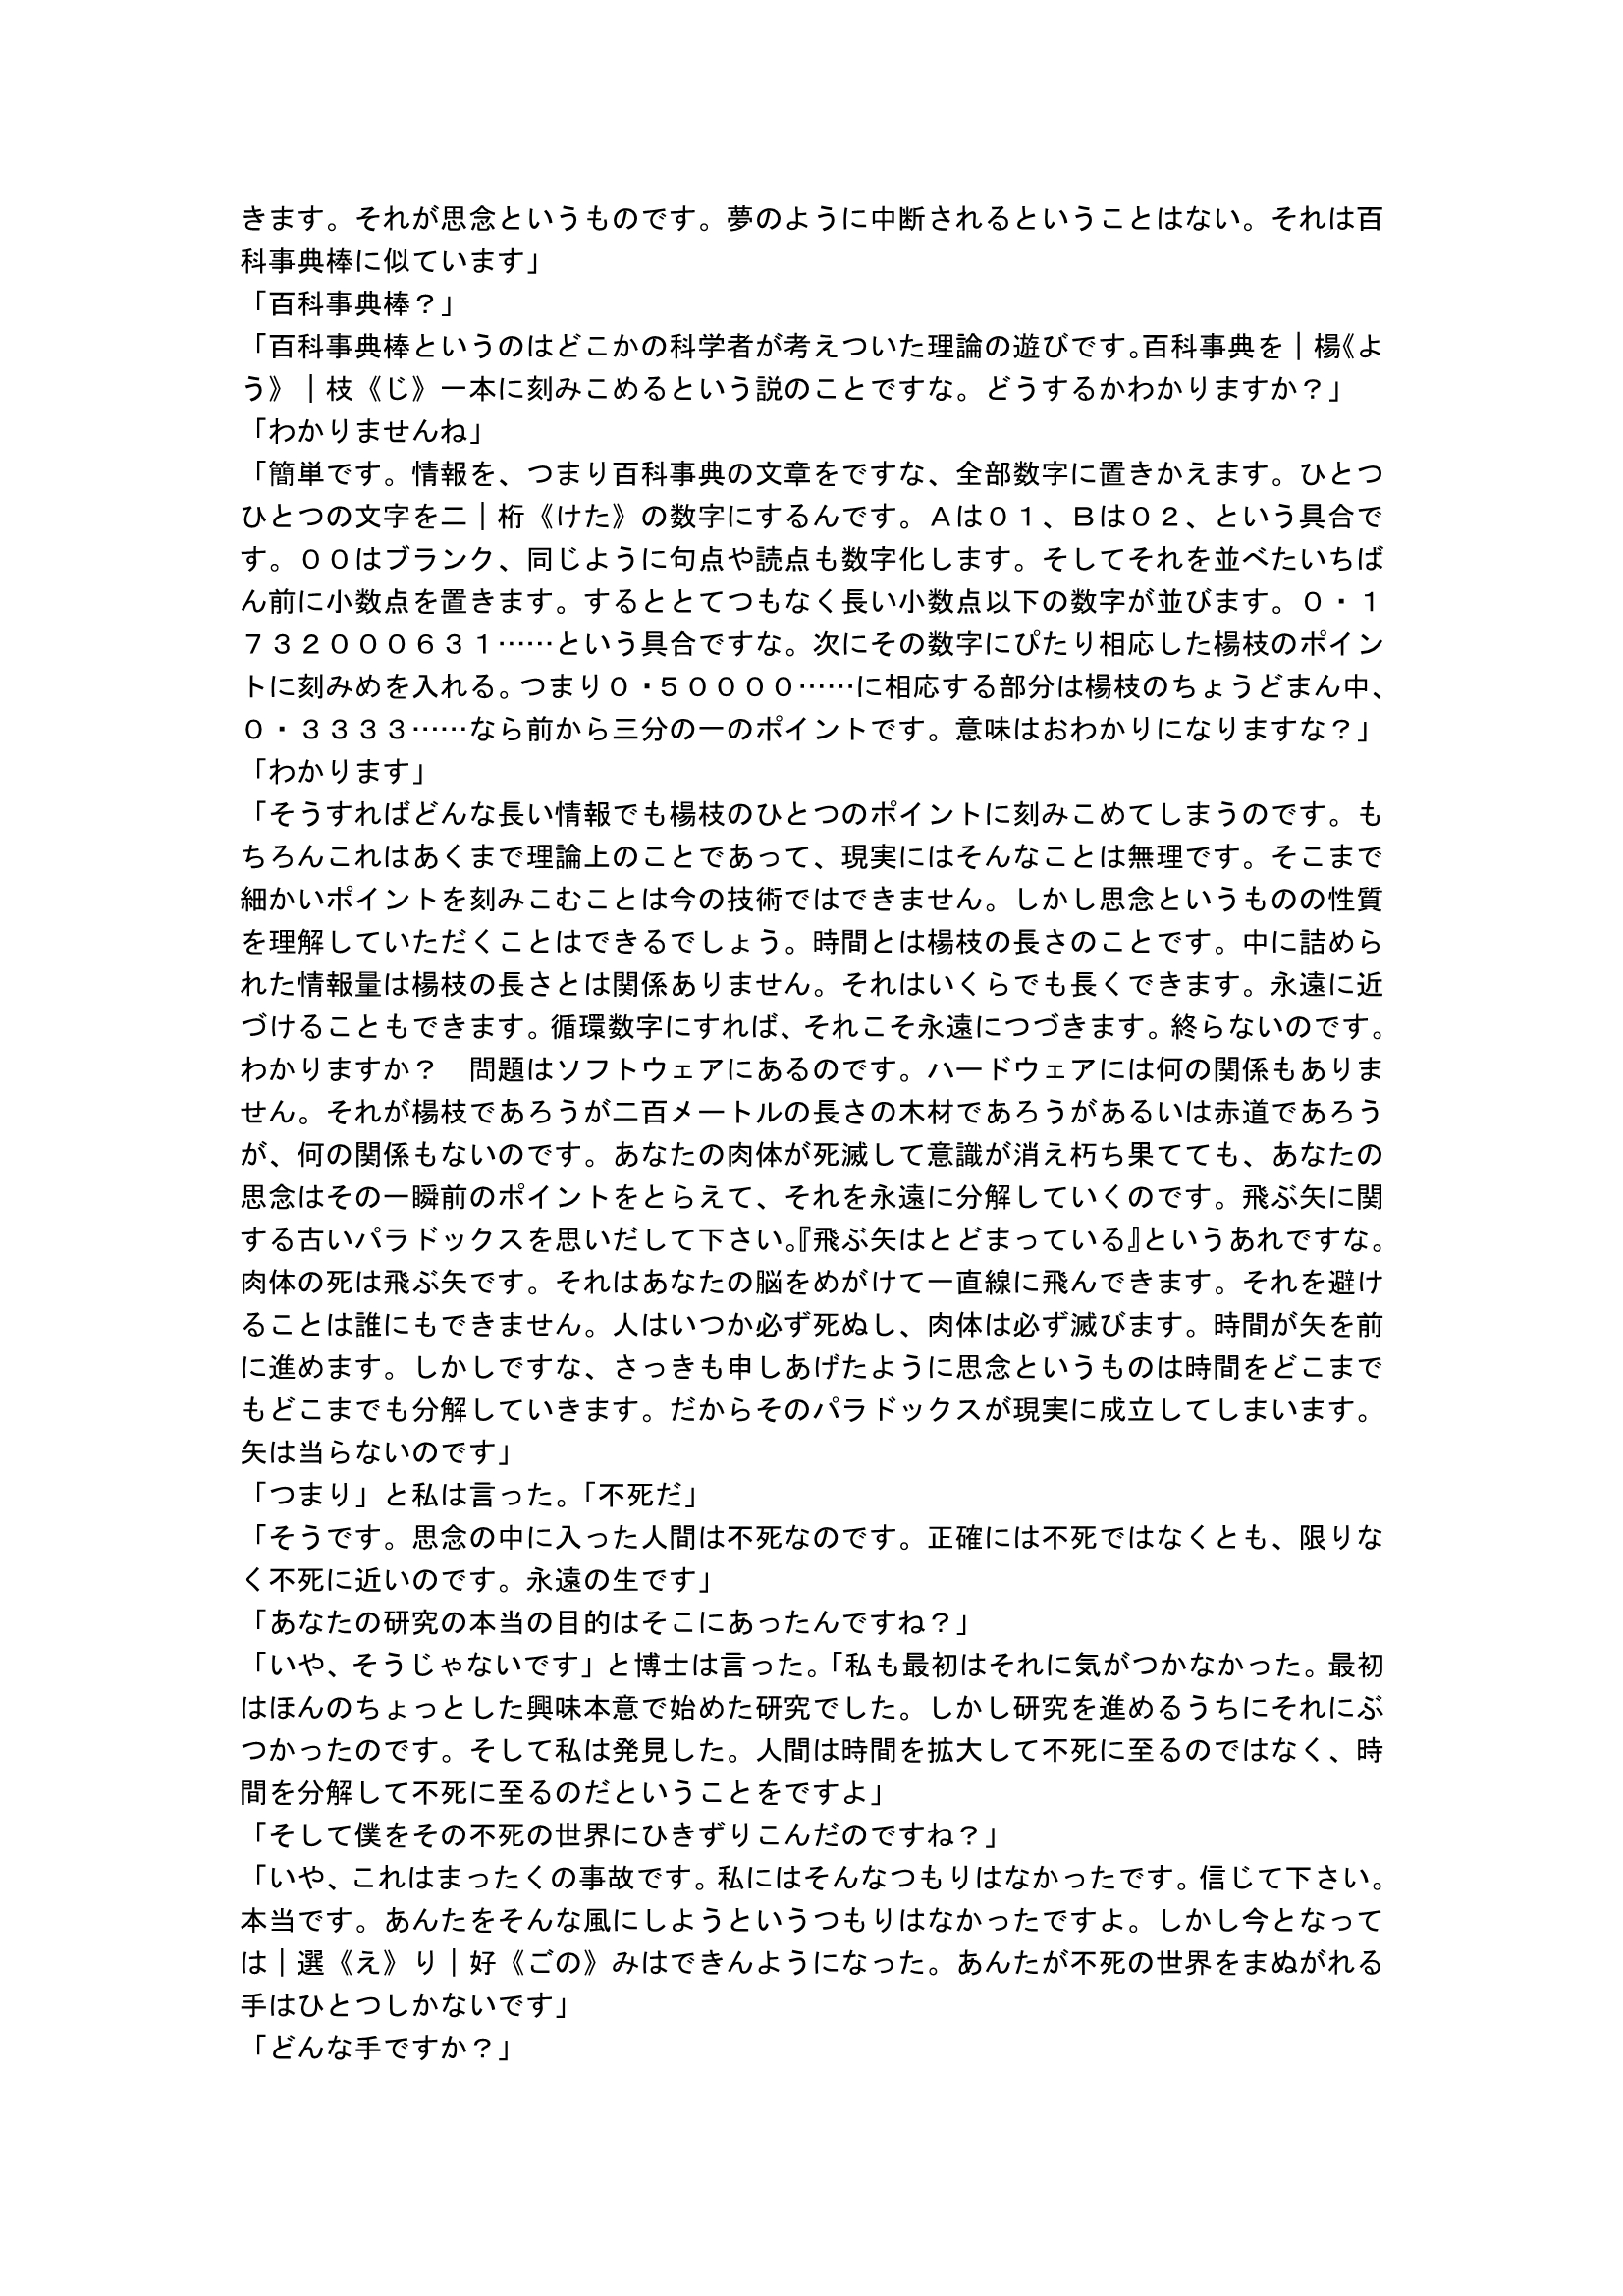 きます。それが思念というものです。夢のように中断されるということはない。それは百
科事典棒に似ています」
「百科事典棒？」
「百科事典棒というのはどこかの科学者が考えついた理論の遊びです。百科事典を｜楊《よ
う》｜枝《じ》一本に刻みこめるという説のことですな。どうするかわかりますか？」
「わかりませんね」
「簡単です。情報を、つまり百科事典の文章をですな、全部数字に置きかえます。ひとつ
ひとつの文字を二｜桁《けた》の数字にするんです。Ａは０１、Ｂは０２、という具合で
す。００はブランク、同じように句点や読点も数字化します。そしてそれを並べたいちば
ん前に小数点を置きます。するととてつもなく長い小数点以下の数字が並びます。０・１
７３２０００６３１……という具合ですな。次にその数字にぴたり相応した楊枝のポイン
トに刻みめを入れる。つまり０・５００００……に相応する部分は楊枝のちょうどまん中、
０・３３３３……なら前から三分の一のポイントです。意味はおわかりになりますな？」
「わかります」
「そうすればどんな長い情報でも楊枝のひとつのポイントに刻みこめてしまうのです。も
ちろんこれはあくまで理論上のことであって、現実にはそんなことは無理です。そこまで
細かいポイントを刻みこむことは今の技術ではできません。しかし思念というものの性質
を理解していただくことはできるでしょう。時間とは楊枝の長さのことです。中に詰めら
れた情報量は楊枝の長さとは関係ありません。それはいくらでも長くできます。永遠に近
づけることもできます。循環数字にすれば、それこそ永遠につづきます。終らないのです。
わかりますか？　問題はソフトウェアにあるのです。ハードウェアには何の関係もありま
せん。それが楊枝であろうが二百メートルの長さの木材であろうがあるいは赤道であろう
が、何の関係もないのです。あなたの肉体が死滅して意識が消え朽ち果てても、あなたの
思念はその一瞬前のポイントをとらえて、それを永遠に分解していくのです。飛ぶ矢に関
する古いパラドックスを思いだして下さい。『飛ぶ矢はとどまっている』というあれですな。
肉体の死は飛ぶ矢です。それはあなたの脳をめがけて一直線に飛んできます。それを避け
ることは誰にもできません。人はいつか必ず死ぬし、肉体は必ず滅びます。時間が矢を前
に進めます。しかしですな、さっきも申しあげたように思念というものは時間をどこまで
もどこまでも分解していきます。だからそのパラドックスが現実に成立してしまいます。
矢は当らないのです」
「つまり」と私は言った。「不死だ」
「そうです。思念の中に入った人間は不死なのです。正確には不死ではなくとも、限りな
く不死に近いのです。永遠の生です」
「あなたの研究の本当の目的はそこにあったんですね？」
「いや、そうじゃないです」と博士は言った。「私も最初はそれに気がつかなかった。最初
はほんのちょっとした興味本意で始めた研究でした。しかし研究を進めるうちにそれにぶ
つかったのです。そして私は発見した。人間は時間を拡大して不死に至るのではなく、時
間を分解して不死に至るのだということをですよ」
「そして僕をその不死の世界にひきずりこんだのですね？」
「いや、これはまったくの事故です。私にはそんなつもりはなかったです。信じて下さい。
本当です。あんたをそんな風にしようというつもりはなかったですよ。しかし今となって
は｜選《え》り｜好《ごの》みはできんようになった。あんたが不死の世界をまぬがれる
手はひとつしかないです」
「どんな手ですか？」